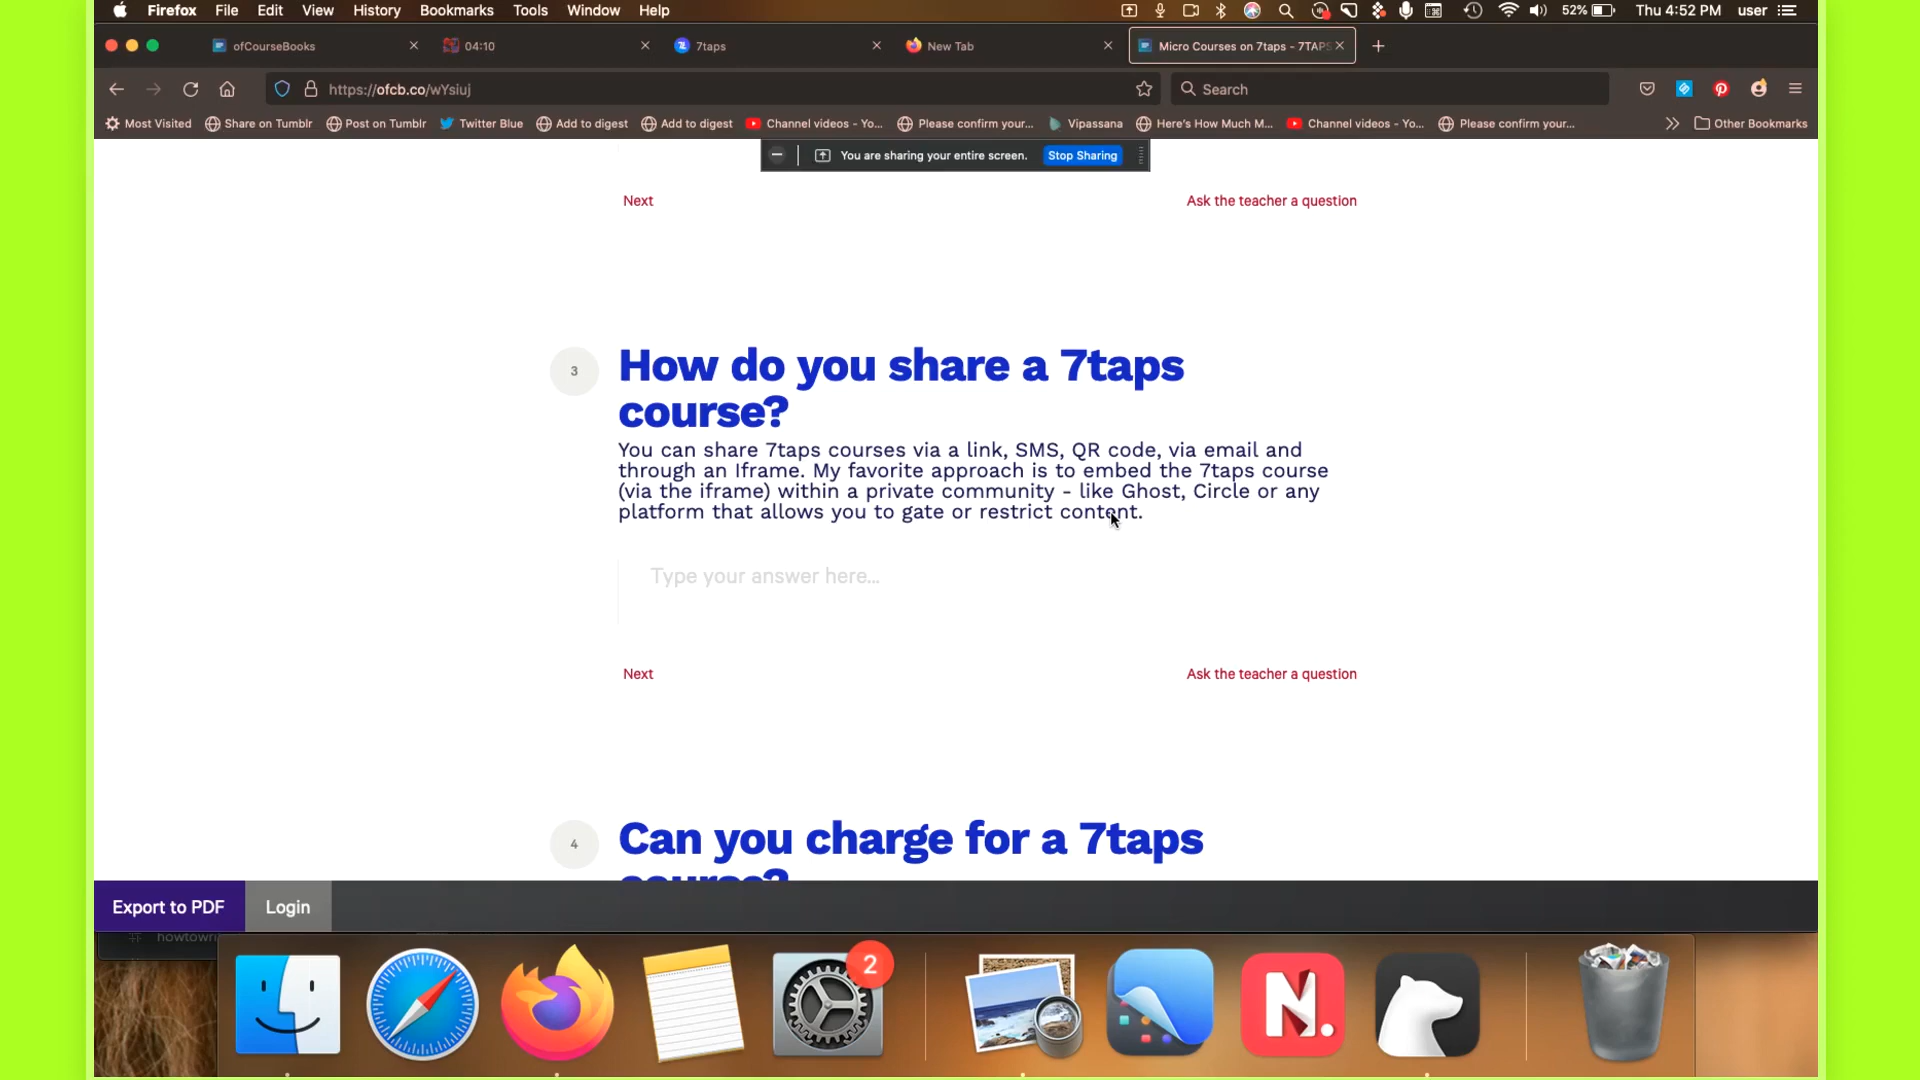 Firefox File Edit View History Bookmarks Tools Window Help 52% Thu 4:52 PM user
ofCourseBooks 04:10 7taps New Tab Micro Courses on 7taps - 7TAPS
https://ofcb.co/wYsiuj Search
Most Visited Share on Tumblr Post on Tumblr Twitter Blue Add to digest Add to digest Channel videos - Yo... Please confirm your... Vipassana Here's How Much M... Channel videos - Yo... Please confirm your... Other Bookmarks
You are sharing your entire screen. Stop Sharing
Next Ask the teacher a question
3 How do you share a 7taps
course?
You can share 7taps courses via a link, SMS, QR code, via email and
through an Iframe. My favorite approach is to embed the 7taps course
(via the iframe) within a private community - like Ghost, Circle or any
platform that allows you to gate or restrict content.
Type your answer here...
Next Ask the teacher a question
4 Can you charge for a 7taps
course?
Export to PDF Login
howtowri
2
N.